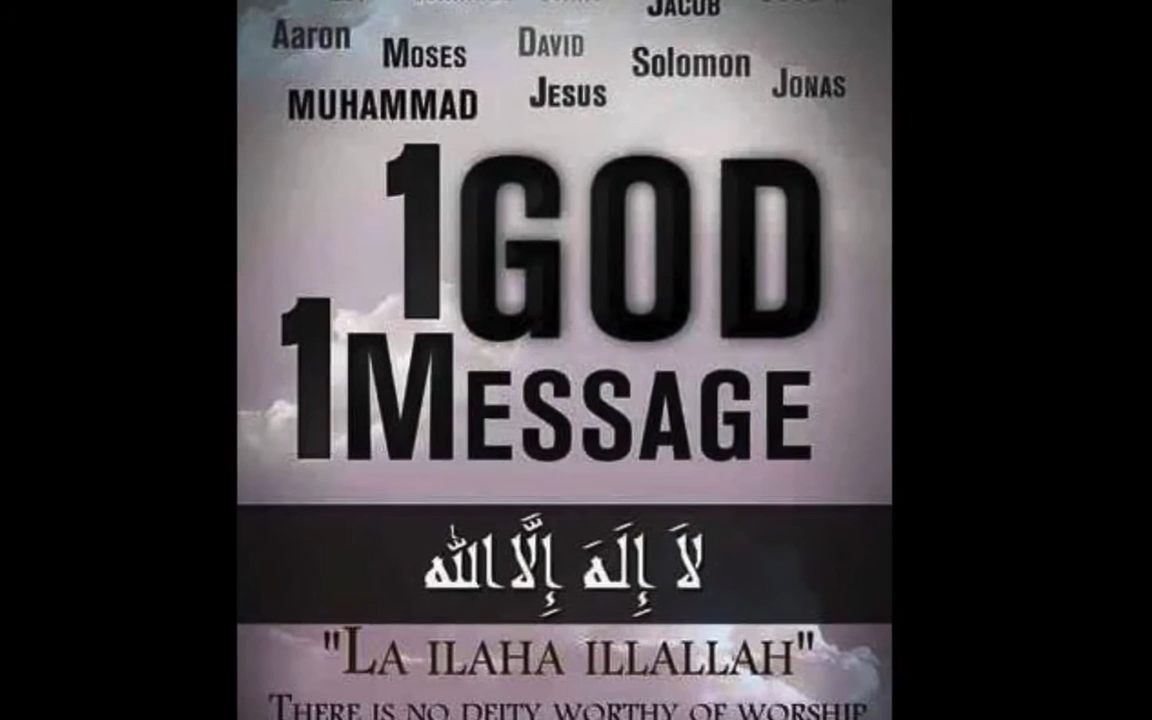 JACOB
Aaron MOSES DAVID Solomon JONAS
MUHAMMAD JESUS
1GOD
1MESSAGE
لاَ إِلَهَ إِلَّا الله
"LA ILAHA ILLALLAH"
THERE IS NO DEITY WORTHY OF WORSHIP